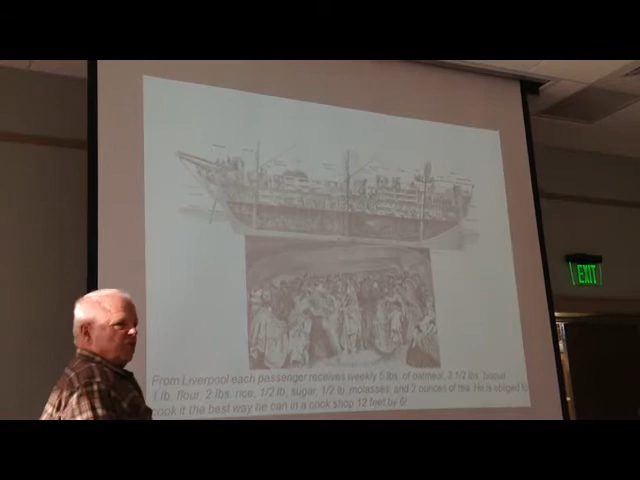 From Liverpool each passenger receives weekly 5 lbs. of oatmeal, 2 1/2 lbs. biscuit
1 lb. flour, 2 lbs. rice, 1/2 lb. sugar, 1/2 lb. molasses, and 2 ounces of tea. He is obliged to
cook it the best way he can in a cook shop 12 feet by 6!
EXIT